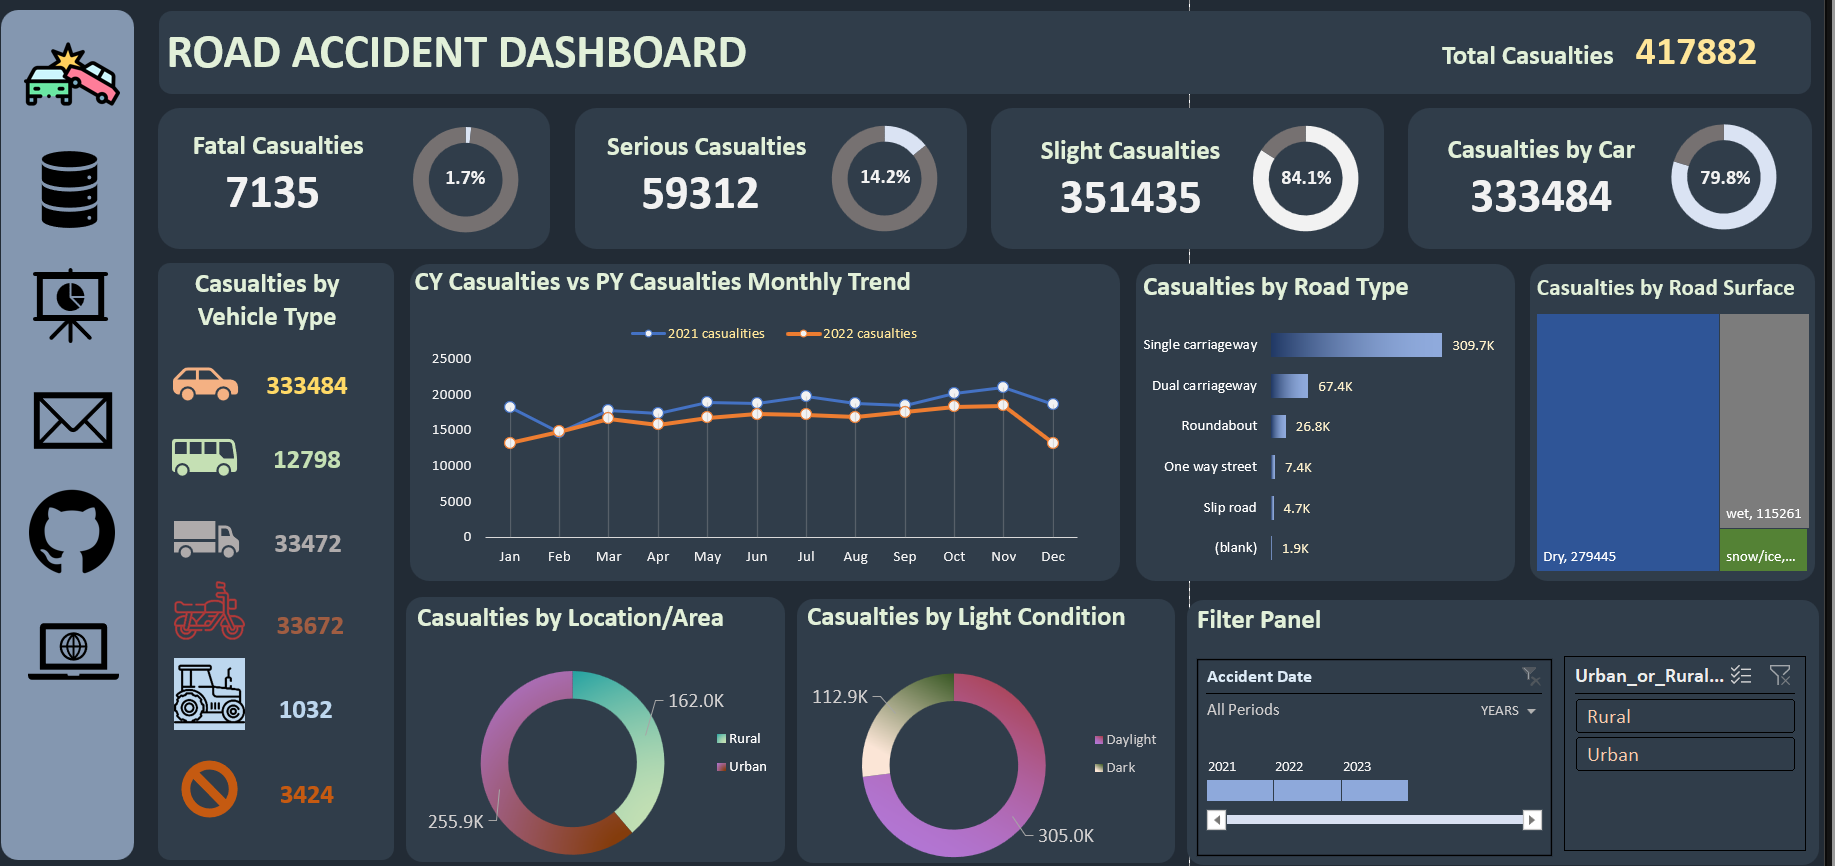 ROAD ACCIDENT DASHBOARD
Total Casualties 417882
Fatal Casualties
7135
1.7%
Serious Casualties
59312
14.2%
Slight Casualties
351435
84.1%
Casualties by Car
333484
79.8%
Casualties by
Vehicle Type
333484
12798
33472
33672
1032
3424
CY Casualties vs PY Casualties Monthly Trend
2021 casualities
2022 casualties
25000
20000
15000
10000
5000
0
Jan Feb Mar Apr May Jun Jul Aug Sep Oct Nov Dec
Casualties by Road Type
Single carriageway 309.7K
Dual carriageway 67.4K
Roundabout 26.8K
One way street 7.4K
Slip road 4.7K
(blank) 1.9K
Casualties by Road Surface
Dry, 279445
wet, 115261
snow/ice,...
Casualties by Location/Area
162.0K
255.9K
Rural
Urban
Casualties by Light Condition
112.9K
305.0K
Daylight
Dark
Filter Panel
Accident Date
All Periods
YEARS
2021 2022 2023
Urban_or_Rural...
Rural
Urban